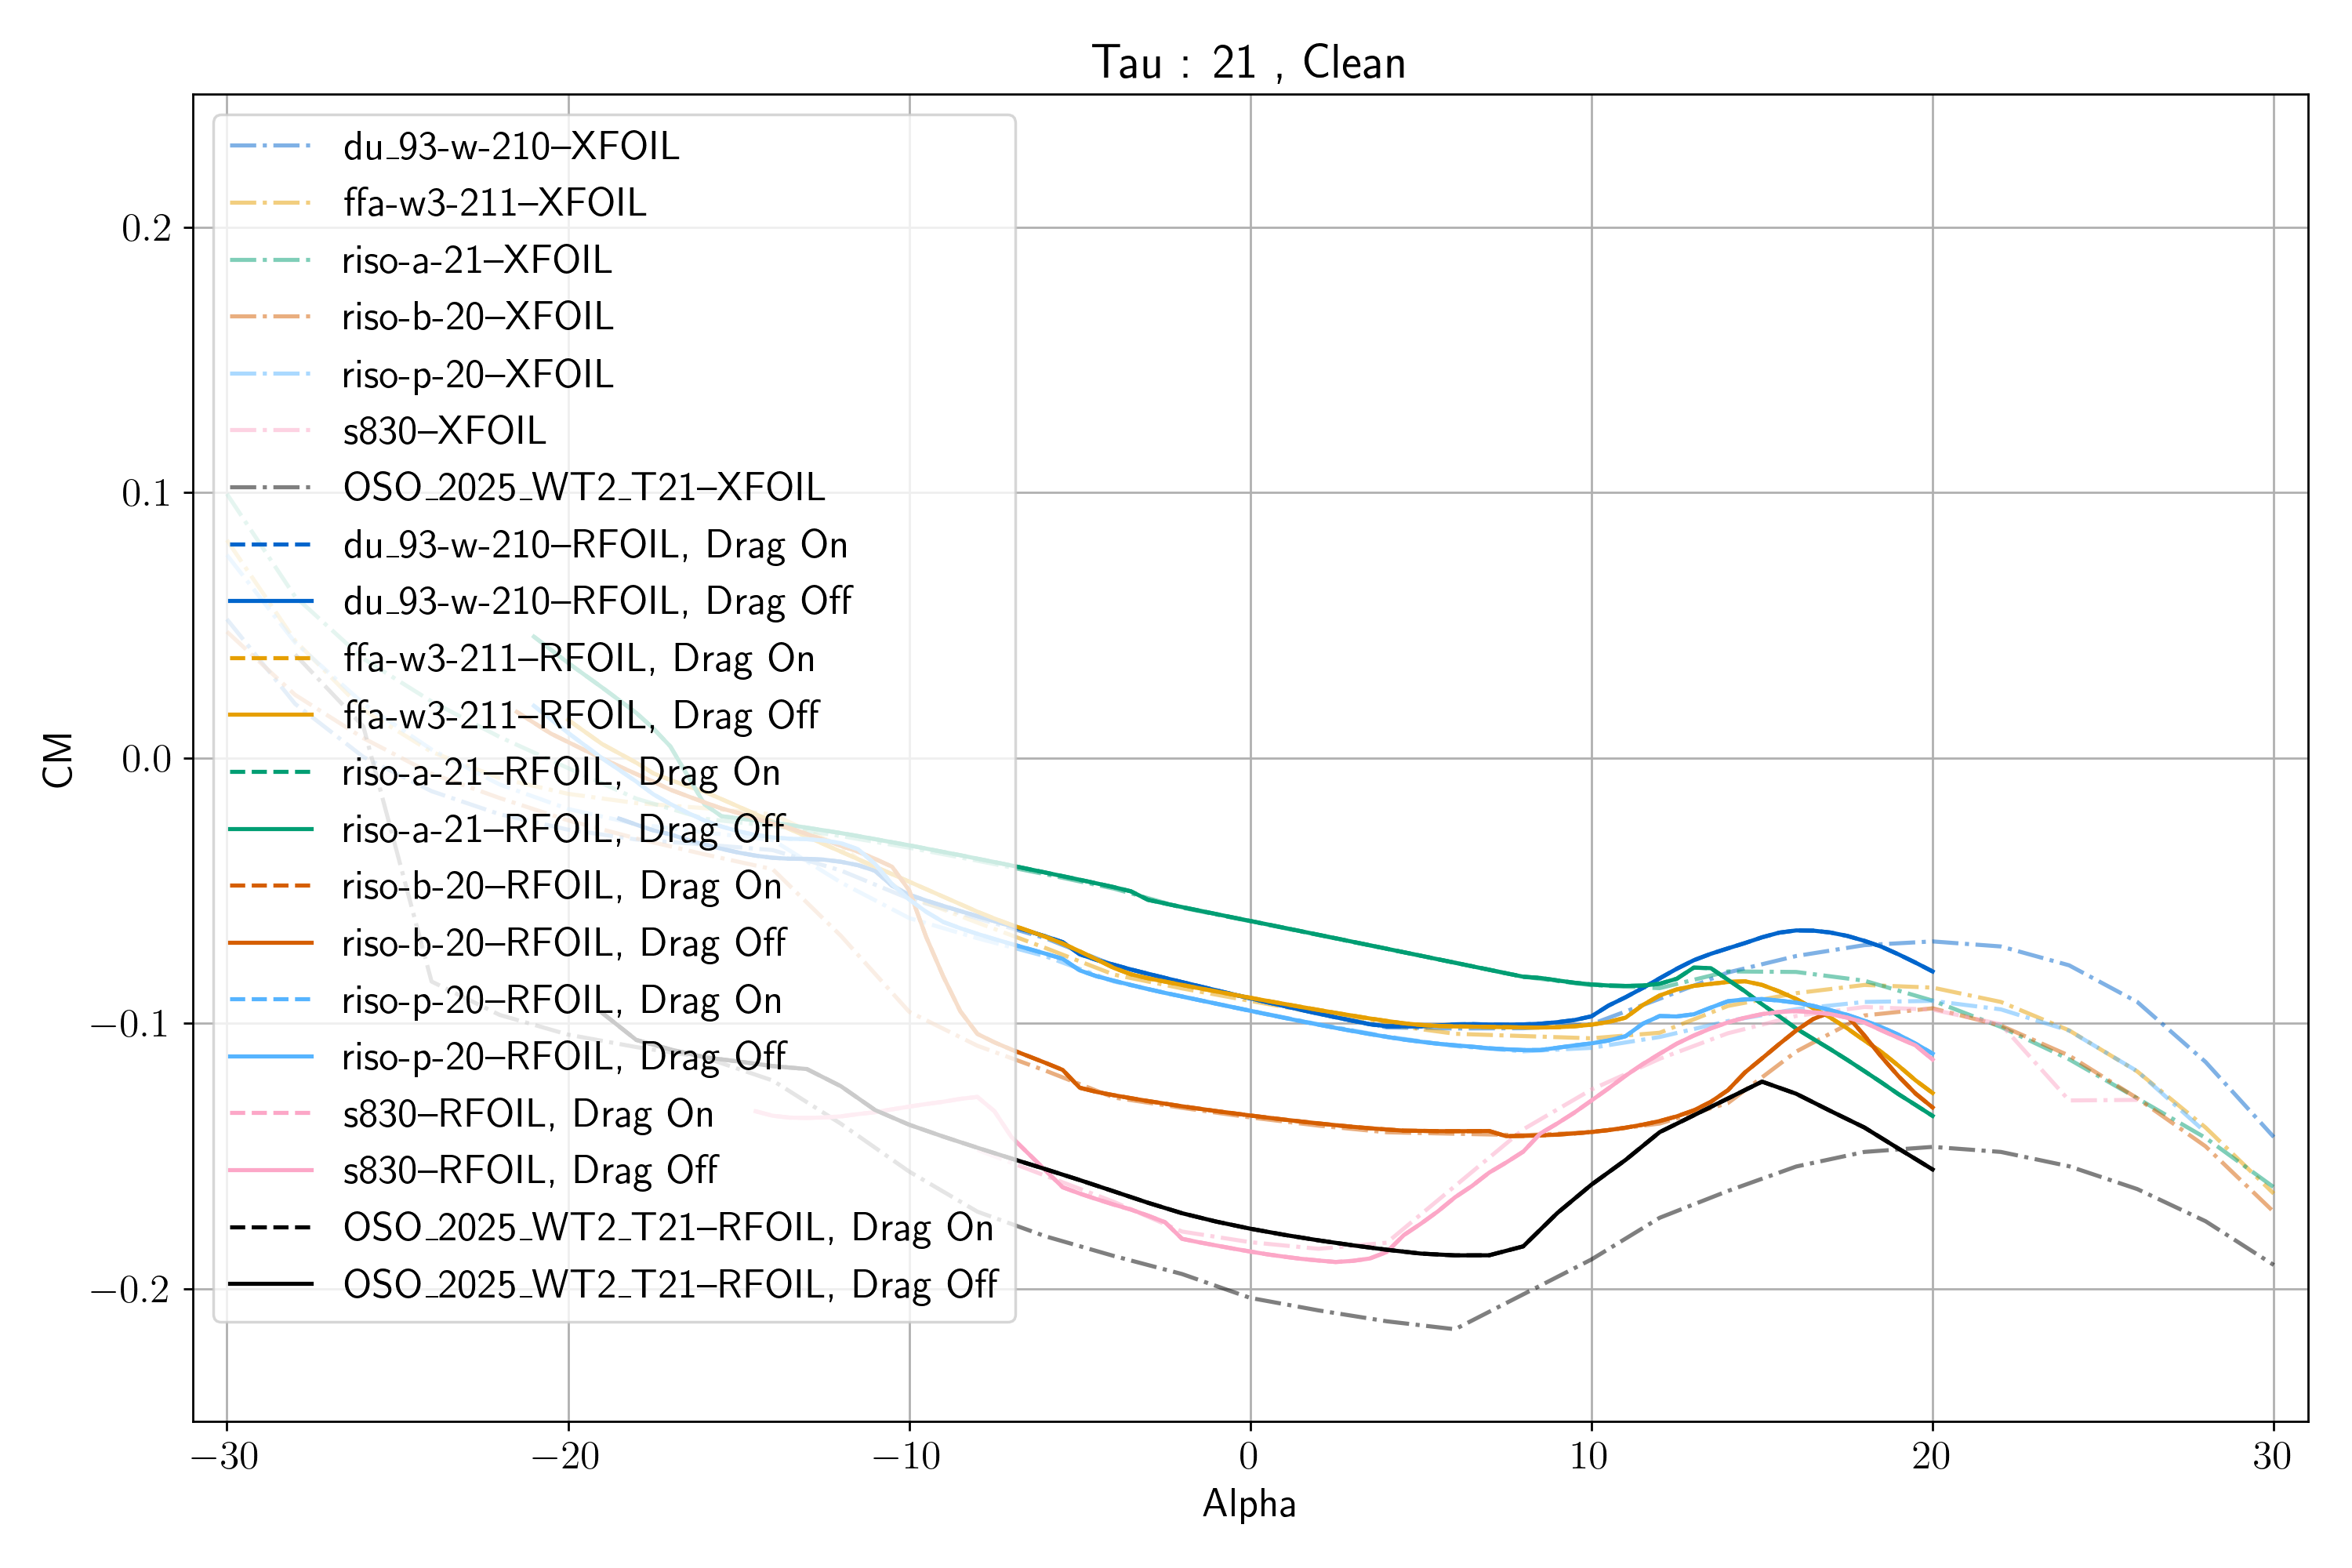 Tau : 21 , Clean
du_93-w-210–XFOIL
ffa-w3-211–XFOIL
riso-a-21–XFOIL
riso-b-20–XFOIL
riso-p-20–XFOIL
s830–XFOIL
OSO_2025_WT2_T21–XFOIL
du_93-w-210–RFOIL, Drag On
du_93-w-210–RFOIL, Drag Off
ffa-w3-211–RFOIL, Drag On
ffa-w3-211–RFOIL, Drag Off
riso-a-21–RFOIL, Drag On
riso-a-21–RFOIL, Drag Off
riso-b-20–RFOIL, Drag On
riso-b-20–RFOIL, Drag Off
riso-p-20–RFOIL, Drag On
riso-p-20–RFOIL, Drag Off
s830–RFOIL, Drag On
s830–RFOIL, Drag Off
OSO_2025_WT2_T21–RFOIL, Drag On
OSO_2025_WT2_T21–RFOIL, Drag Off
CM
0.2
0.1
0.0
−0.1
−0.2
−30 −20 −10 0 10 20 30
Alpha